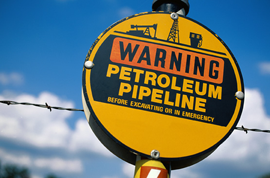 WARNING
PETROLEUM
PIPELINE
BEFORE EXCAVATING OR IN EMERGENCY